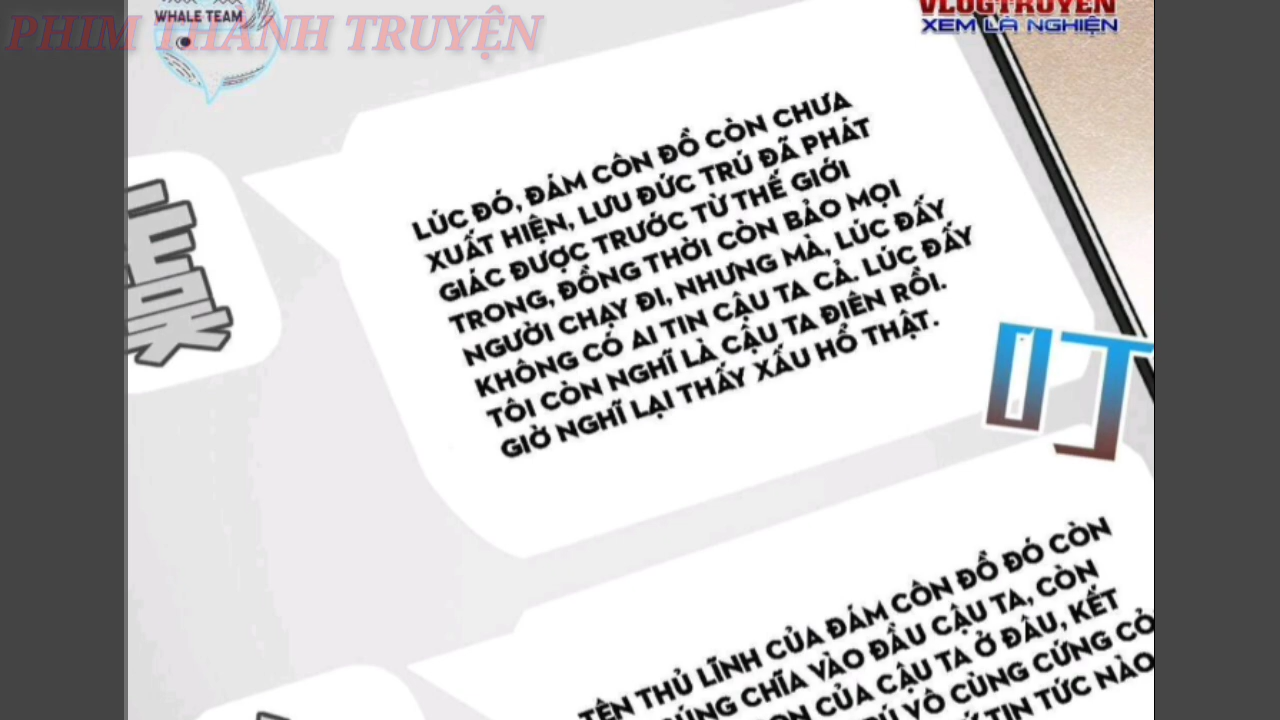 WHALE TEAM
PHIM THÀNH TRUYỆN
VLOGTRUYEN
XEM LÀ NGHIỆN
LÚC ĐÓ, ĐÁM CÔN ĐỒ CÒN CHƯA
XUẤT HIỆN, LƯU ĐỨC TRÚ ĐÃ PHÁT
GIÁC ĐƯỢC TRƯỚC TỪ THẾ GIỚI
TRONG, ĐỒNG THỜI CÒN BẢO MỌI
NGƯỜI CHẠY ĐI, NHƯNG MÀ, LÚC ĐẤY
KHÔNG CÓ AI TIN CẬU TA CẢ. LÚC ĐẤY
TÔI CÒN NGHĨ LÀ CẬU TA ĐIÊN RỒI.
GIỜ NGHĨ LẠI THẤY XẤU HỔ THẬT.
叮
TÊN THỦ LĨNH CỦA ĐÁM CÔN ĐỒ ĐÓ CÒN
CHĨA VÀO ĐẦU CẬU TA, CÒN
CỦA CẬU TA Ở ĐÂU, KẾT
VÔ CÙNG CỨNG CỎ
TIN TỨC NÀO